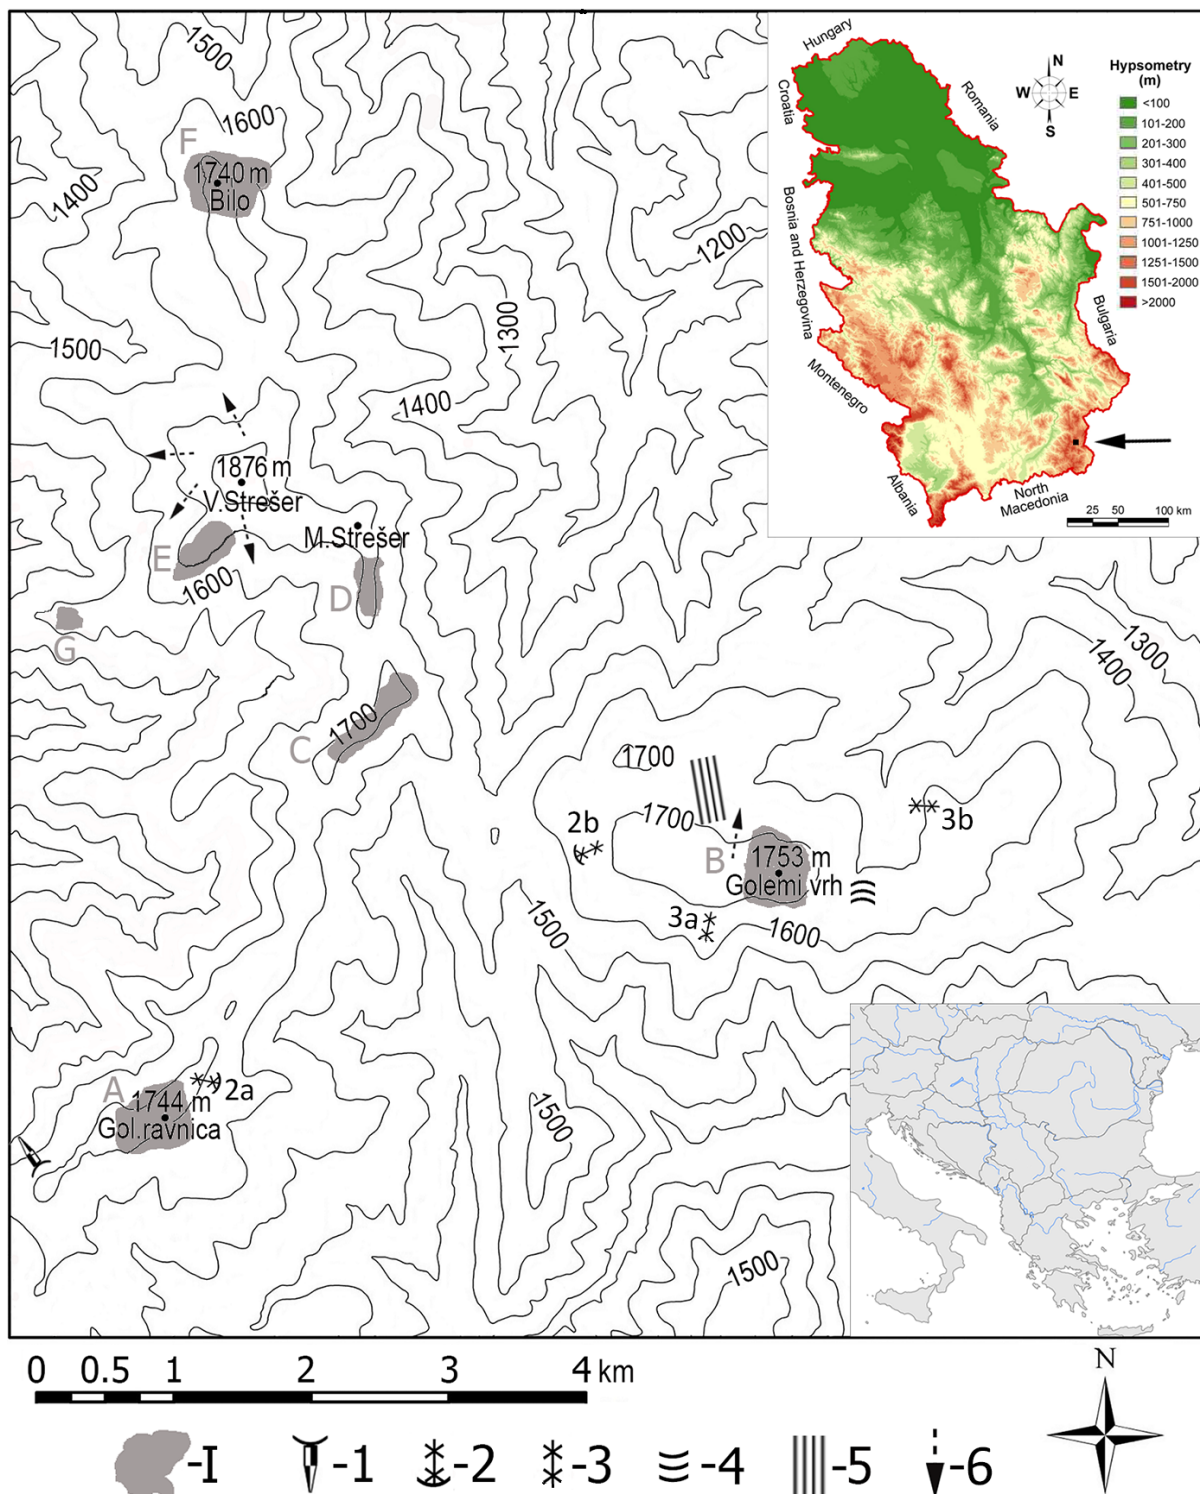 1500
1600
F
1740 m
Bilo
1400
1200
1300
1500
1400
1876 m
V.Strešer
M.Strešer
E
1600
D
G
1300
1400
1700
C
1700
1700
2b
3b
B
1753 m
Golemi vrh
3a
1600
1500
A
2a
1744 m
Gol.ravnica
1500
1500
Hungary
Croatia
Romania
Bosnia and Herzegovina
Bulgaria
Montenegro
Albania
North
Macedonia
N
W E
S
Hypsometry
(m)
<100
101-200
201-300
301-400
401-500
501-750
751-1000
1001-1250
1251-1500
1501-2000
>2000
25 50 100 km
0 0.5 1 2 3 4 km
N
-I -1 -2 -3 -4 -5 -6